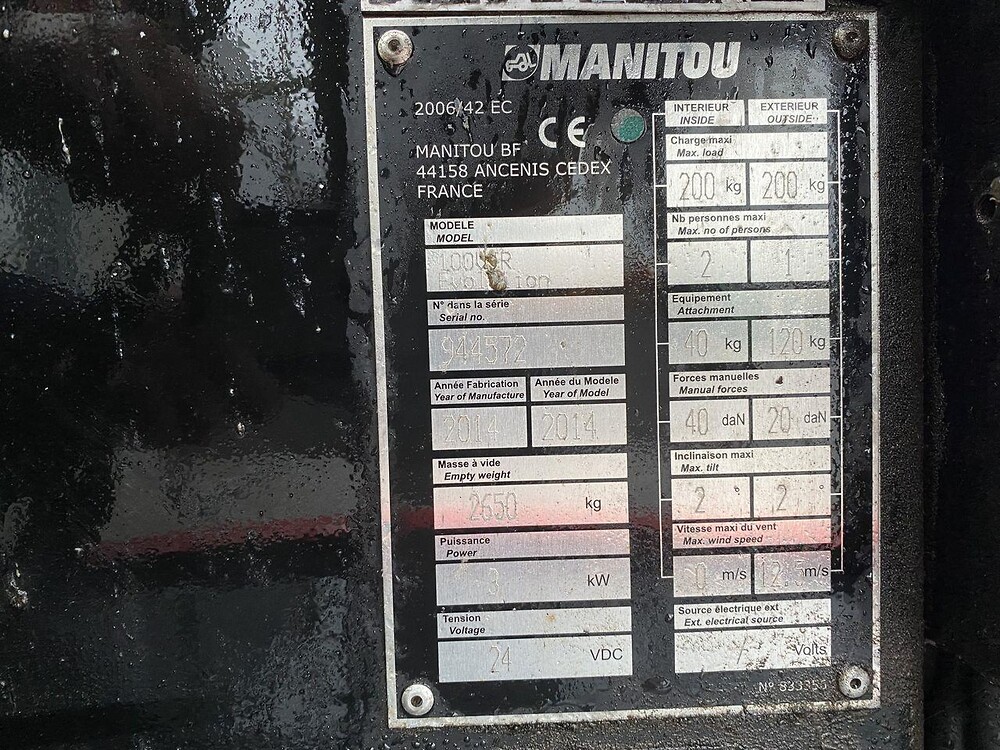 MANITOU
2006/42 EC
CE
MANITOU BF
44158 ANCENIS CEDEX
FRANCE
MODELE
MODEL
100VJR
Evolution
N° dans la série
Serial no.
944572
Année Fabrication
Year of Manufacture
2014
Année du Modele
Year of Model
2014
Masse à vide
Empty weight
2650 kg
Puissance
Power
3 kW
Tension
Voltage
24 VDC
INTERIEUR
INSIDE
EXTERIEUR
OUTSIDE
Charge maxi
Max. load
200 kg 200 kg
Nb personnes maxi
Max. no of persons
2 1
Equipement
Attachment
40 kg 120 kg
Forces manuelles
Manual forces
40 daN 20 daN
Inclinaison maxi
Max. tilt
2 ° 2 °
Vitesse maxi du vent
Max. wind speed
0 m/s 12.5 m/s
Source électrique ext
Ext. electrical source
/ Volts
N° 833355